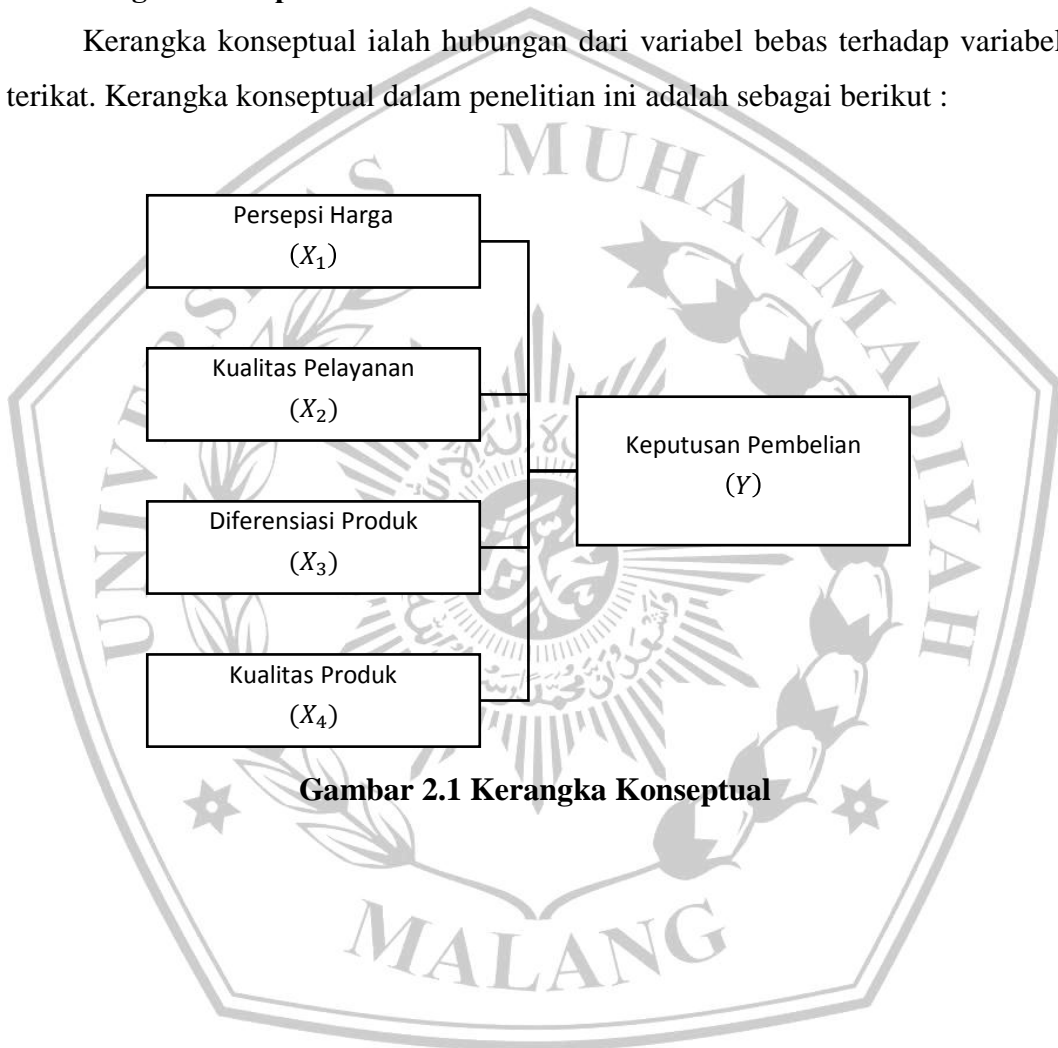 Kerangka konseptual ialah hubungan dari variabel bebas terhadap variabel
terikat. Kerangka konseptual dalam penelitian ini adalah sebagai berikut :
UNIVERSITAS MUHAMMADIYAH
Persepsi Harga
(X₁)
Kualitas Pelayanan
(X₂)
Keputusan Pembelian
(Y)
Diferensiasi Produk
(X₃)
Kualitas Produk
(X₄)
Gambar 2.1 Kerangka Konseptual
MALANG